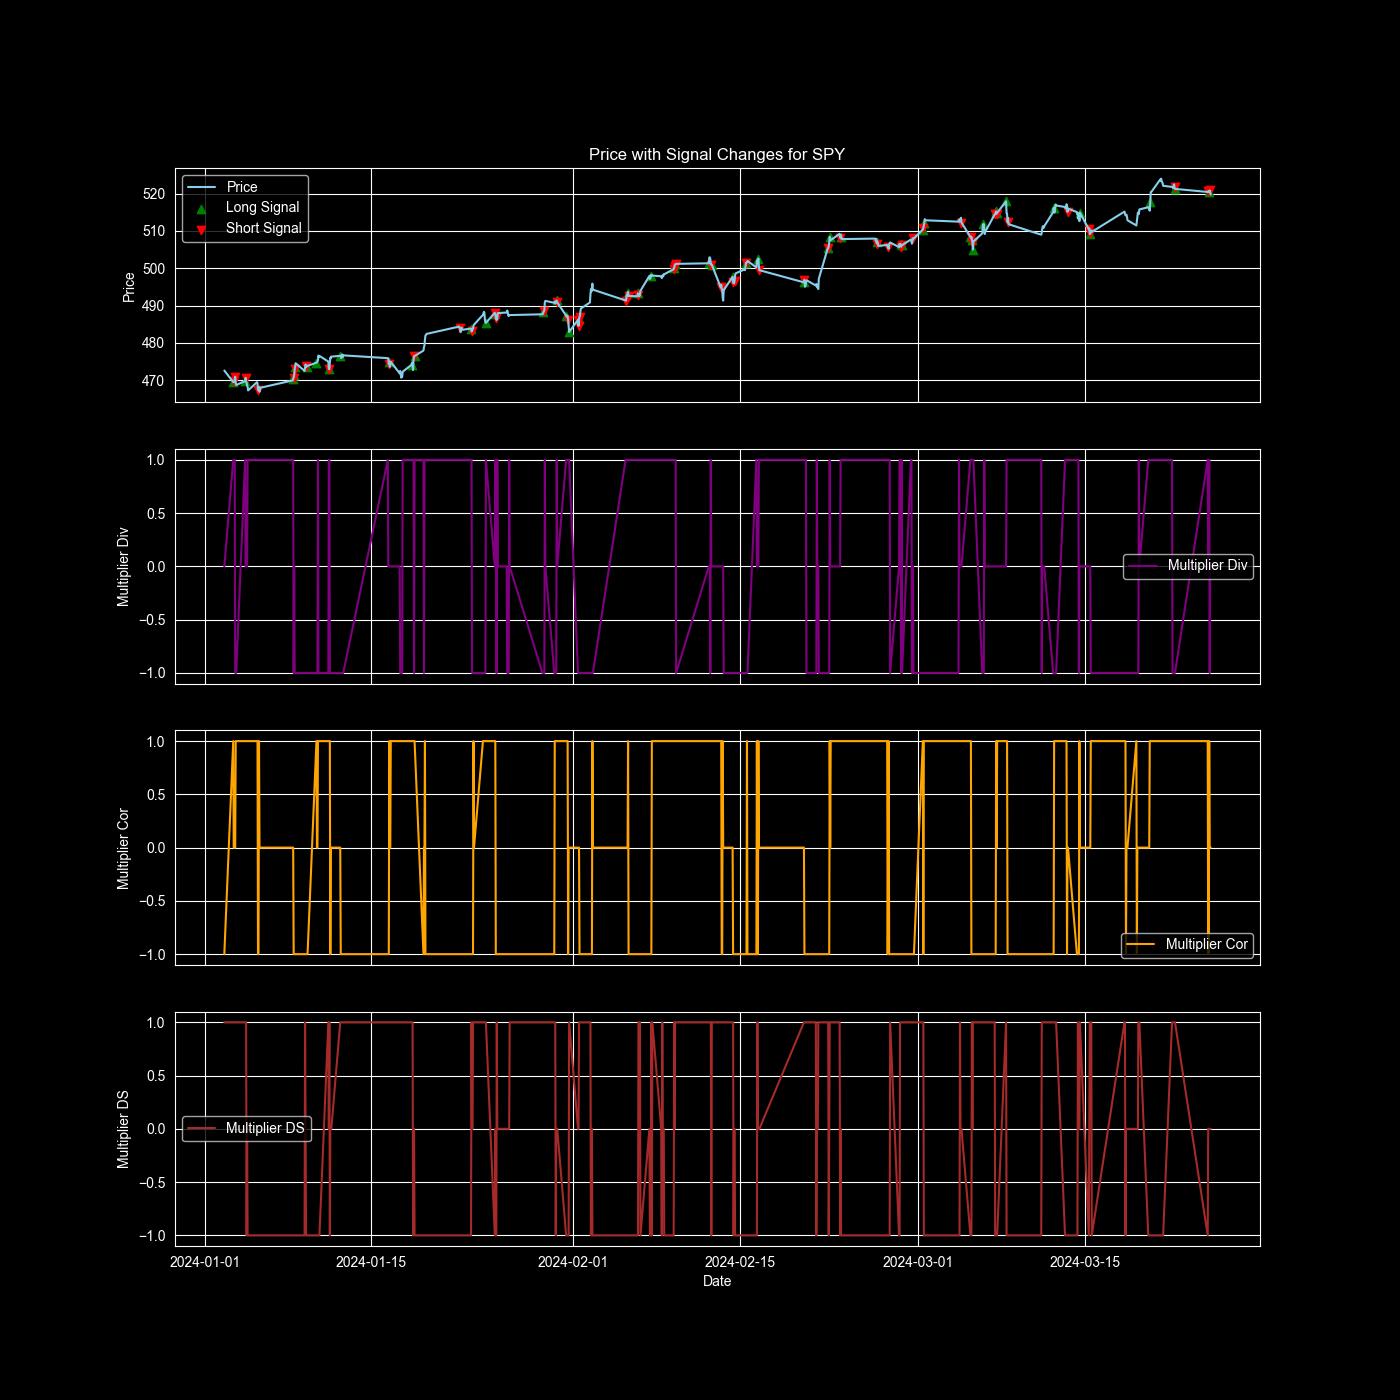 Price with Signal Changes for SPY
Price
Long Signal
Short Signal
520
510
500
490
480
470
Price
1.0
0.5
0.0
−0.5
−1.0
Multiplier Div
Multiplier Div
1.0
0.5
0.0
−0.5
−1.0
Multiplier Cor
Multiplier Cor
1.0
0.5
0.0
−0.5
−1.0
Multiplier DS
Multiplier DS
2024-01-01 2024-01-15 2024-02-01 2024-02-15 2024-03-01 2024-03-15
Date